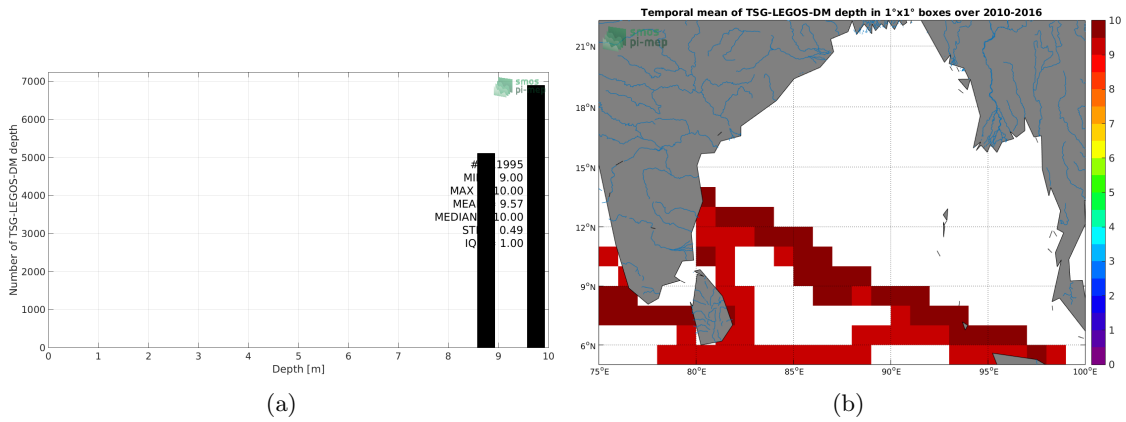 Temporal mean of TSG-LEGOS-DM depth in 1°x1° boxes over 2010-2016
smos
pi-mep
Number of TSG-LEGOS-DM depth
7000
6000
5000
4000
3000
2000
1000
0
0 1 2 3 4 5 6 7 8 9 10
Depth [m]
smos
pi-mep
9.00
MAX 10.00
9.57
MEDIAN 10.00
0.49
1.00
21°N
18°N
15°N
12°N
9°N
6°N
75°E 80°E 85°E 90°E 95°E 100°E
10
9
8
7
6
5
4
3
2
1
0
(a)
(b)